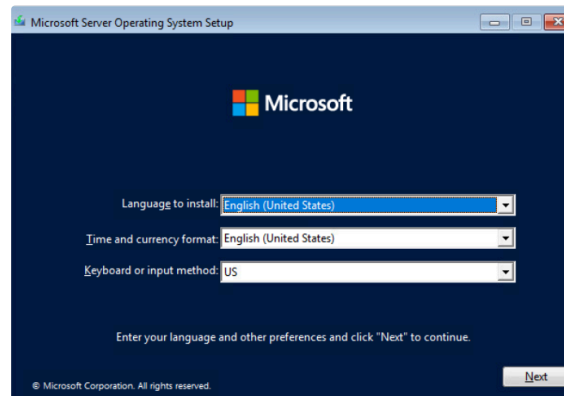 Microsoft Server Operating System Setup
Microsoft
Language to install: English (United States)
Time and currency format: English (United States)
Keyboard or input method: US
Enter your language and other preferences and click "Next" to continue.
Next
© Microsoft Corporation. All rights reserved.